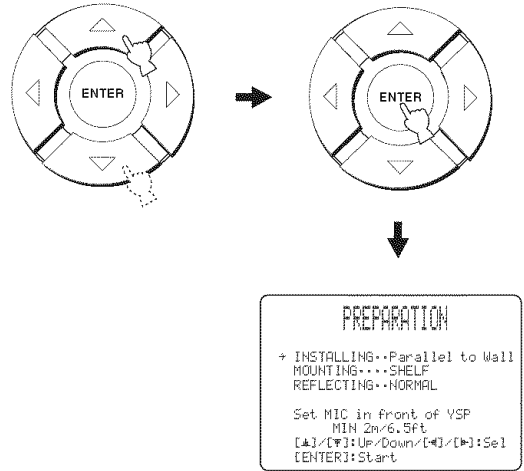 ENTER
ENTER
PREPARATION
→ INSTALLING··Parallel to Wall
MOUNTING····SHELF
REFLECTING··NORMAL
Set MIC in front of YSP
MIN 2m/6.5ft
[▲]/[▼]:Up/Down/[◄]/[►]:Sel
[ENTER]:Start